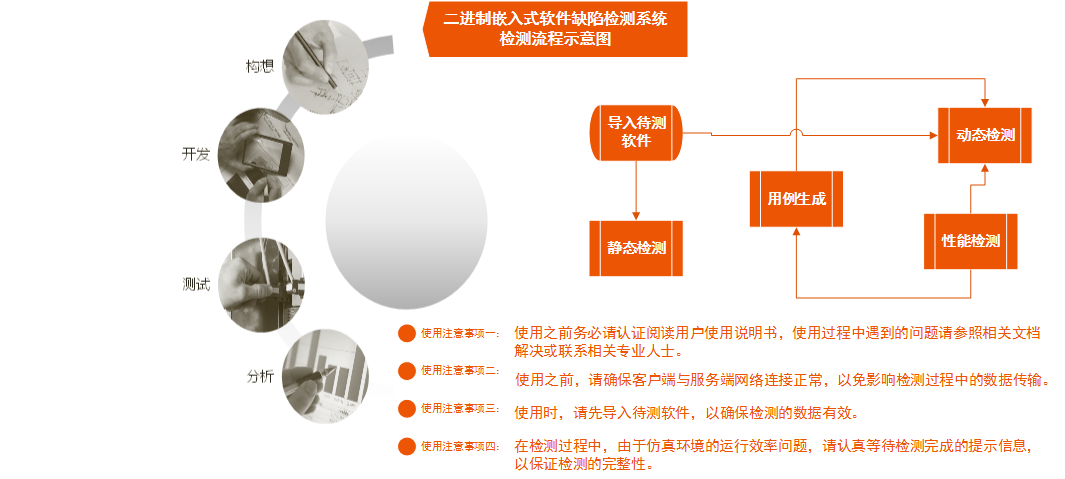 二进制嵌入式软件缺陷检测系统
检测流程示意图
构想
开发
测试
分析
导入待测
软件
动态检测
用例生成
静态检测
性能检测
使用注意事项一：
使用之前务必请认证阅读用户使用说明书，使用过程中遇到的问题请参照相关文档
解决或联系相关专业人士。
使用注意事项二：
使用之前，请确保客户端与服务端网络连接正常，以免影响检测过程中的数据传输。
使用注意事项三：
使用时，请先导入待测软件，以确保检测的数据有效。
使用注意事项四：
在检测过程中，由于仿真环境的运行效率问题，请认真等待检测完成的提示信息，
以保证检测的完整性。